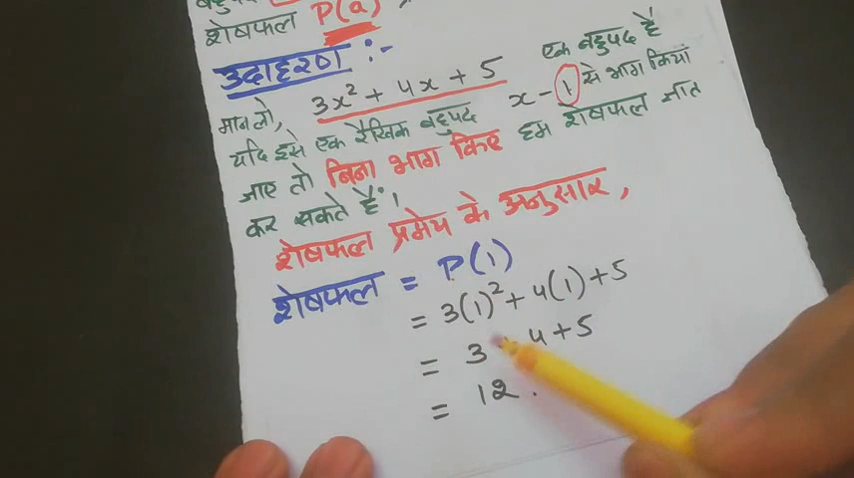 शेषफल P(a)
उदाहरण :-
मान लो, 3x² + 4x + 5 एक बहुपद है
यदि इसे एक रैखिक बहुपद x - 1 से भाग किया
जाए तो बिना भाग किए हम शेषफल ज्ञात
कर सकते हैं।
शेषफल प्रमेय के अनुसार,
शेषफल = P(1)
= 3(1)² + 4(1) + 5
= 3 4 + 5
= 12.